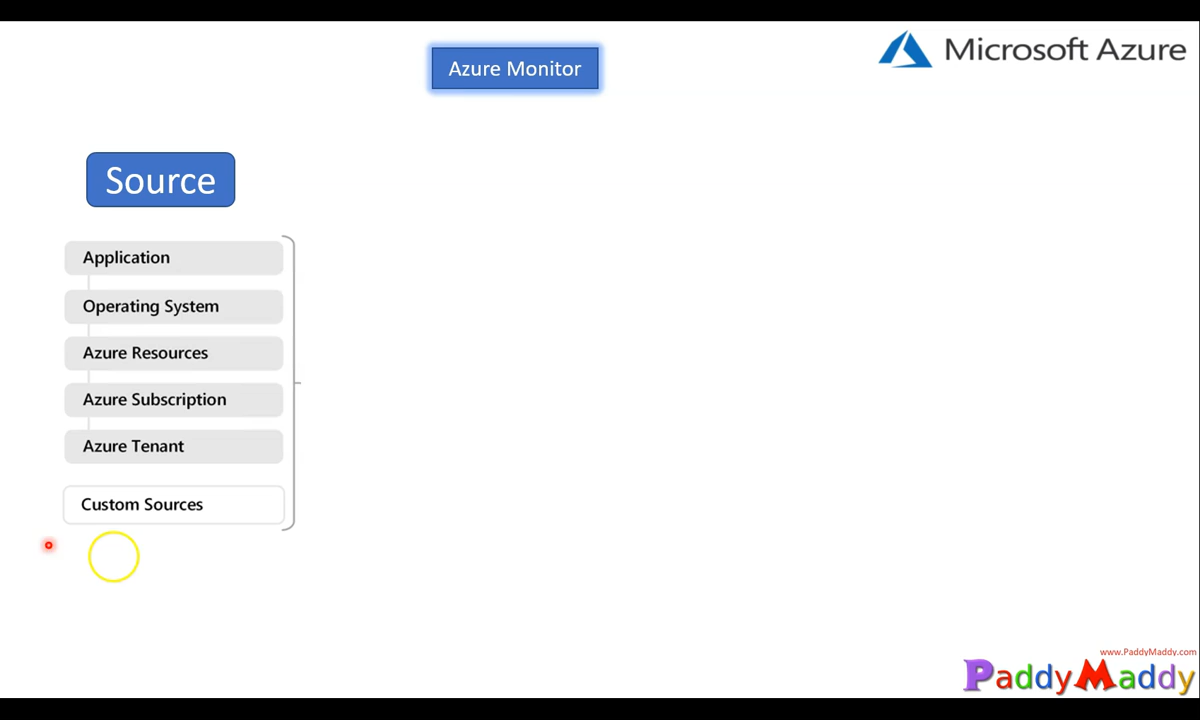 Azure Monitor
Microsoft Azure
Source
Application
Operating System
Azure Resources
Azure Subscription
Azure Tenant
Custom Sources
www.PaddyMaddy.com
PaddyMaddy